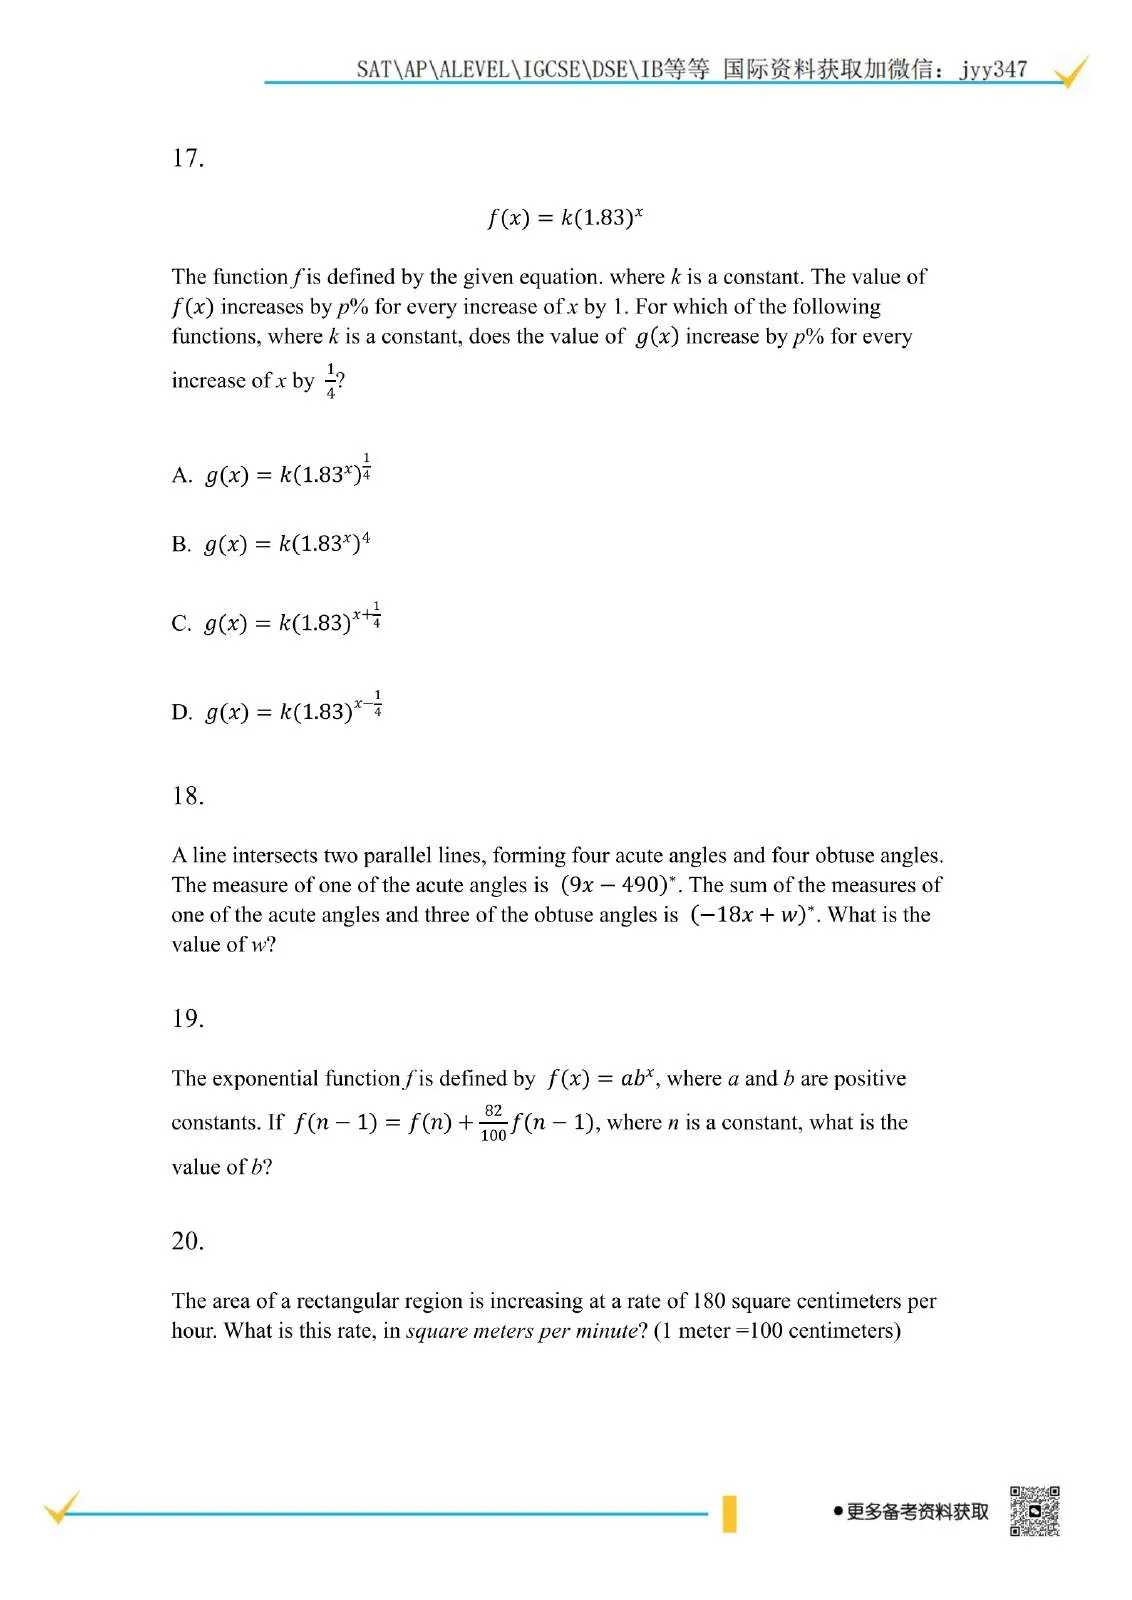 SAT\AP\ALEVEL\IGCSE\DSE\IB等等 国际资料获取加微信：jyy347
17.
f(x) = k(1.83)^x
The function f is defined by the given equation. where k is a constant. The value of
f(x) increases by p% for every increase of x by 1. For which of the following
functions, where k is a constant, does the value of g(x) increase by p% for every
increase of x by 1/4?
A. g(x) = k(1.83^x)^(1/4)
B. g(x) = k(1.83^x)^4
C. g(x) = k(1.83)^(x+1/4)
D. g(x) = k(1.83)^(x−1/4)
18.
A line intersects two parallel lines, forming four acute angles and four obtuse angles.
The measure of one of the acute angles is (9x − 490)*. The sum of the measures of
one of the acute angles and three of the obtuse angles is (−18x + w)*. What is the
value of w?
19.
The exponential function f is defined by f(x) = ab^x, where a and b are positive
constants. If f(n − 1) = f(n) + 82/100 f(n − 1), where n is a constant, what is the
value of b?
20.
The area of a rectangular region is increasing at a rate of 180 square centimeters per
hour. What is this rate, in square meters per minute? (1 meter =100 centimeters)
●更多备考资料获取